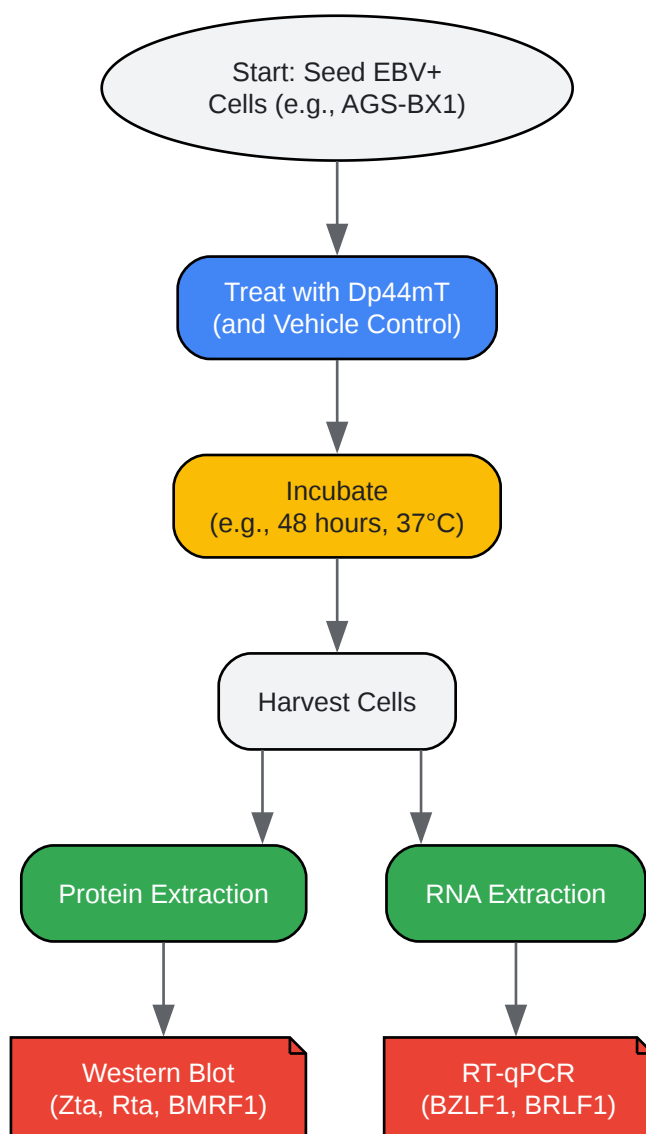 Start: Seed EBV+
Cells (e.g., AGS-BX1)
Treat with Dp44mT
(and Vehicle Control)
Incubate
(e.g., 48 hours, 37°C)
Harvest Cells
Protein Extraction
RNA Extraction
Western Blot
(Zta, Rta, BMRF1)
RT-qPCR
(BZLF1, BRLF1)